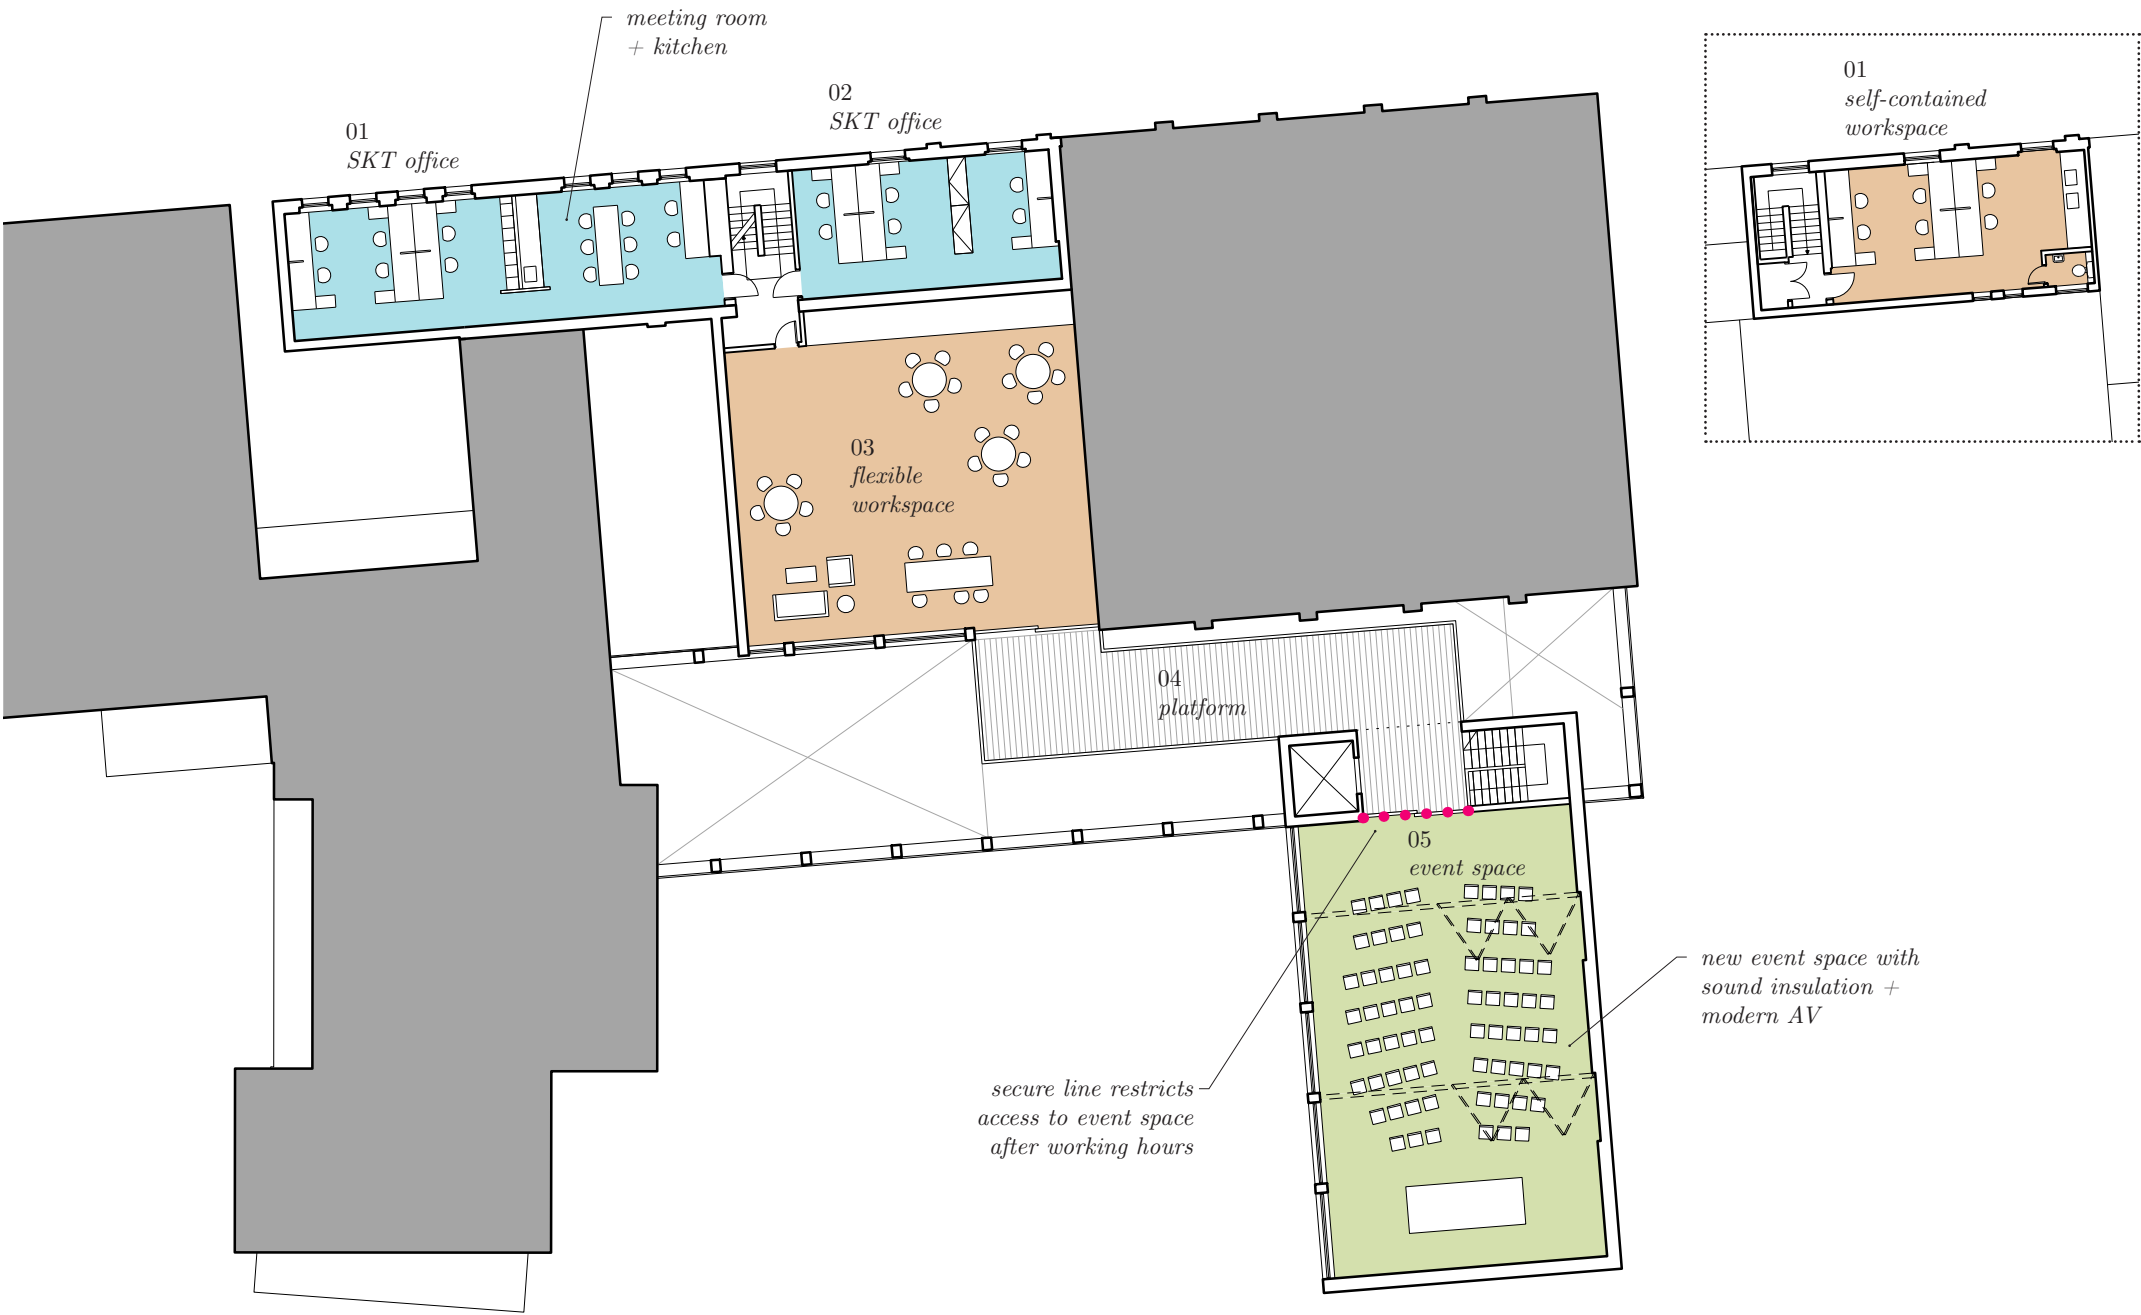 meeting room
+ kitchen
01
SKT office
02
SKT office
01
self-contained
workspace
03
flexible
workspace
04
platform
05
event space
new event space with
sound insulation +
modern AV
secure line restricts
access to event space
after working hours